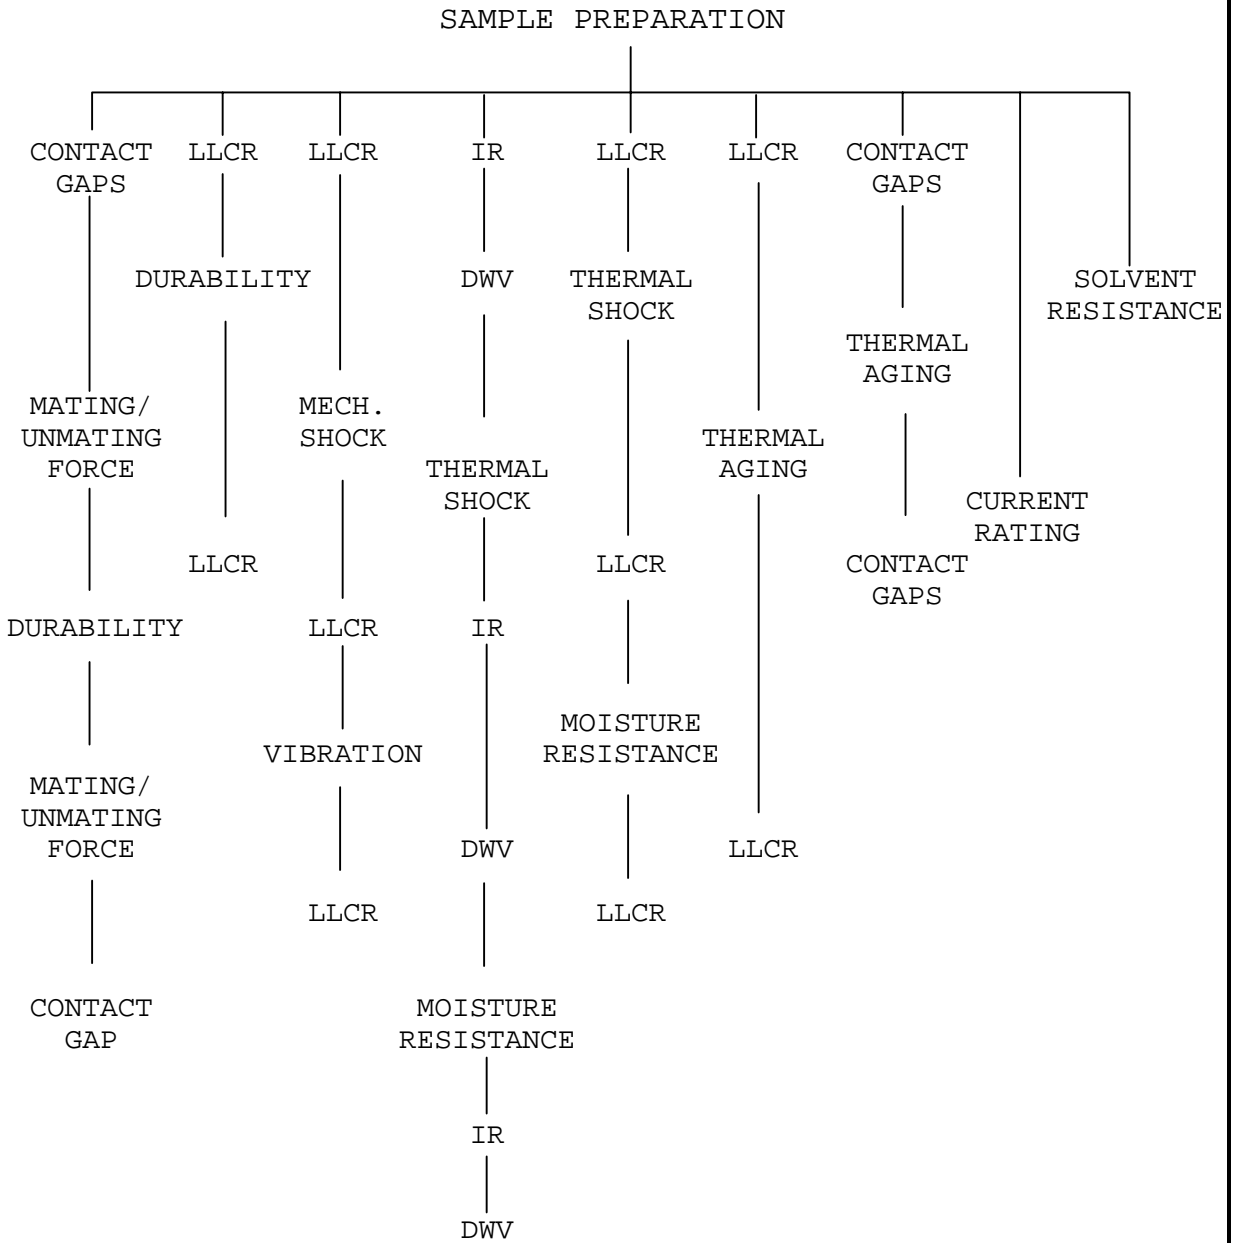 SAMPLE PREPARATION
CONTACT
GAPS
MATING/
UNMATING
FORCE
DURABILITY
MATING/
UNMATING
FORCE
CONTACT
GAP
LLCR
DURABILITY
LLCR
LLCR
MECH.
SHOCK
LLCR
VIBRATION
LLCR
IR
DWV
THERMAL
SHOCK
IR
DWV
MOISTURE
RESISTANCE
IR
DWV
LLCR
THERMAL
SHOCK
LLCR
MOISTURE
RESISTANCE
LLCR
LLCR
THERMAL
AGING
LLCR
CONTACT
GAPS
THERMAL
AGING
CONTACT
GAPS
CURRENT
RATING
SOLVENT
RESISTANCE